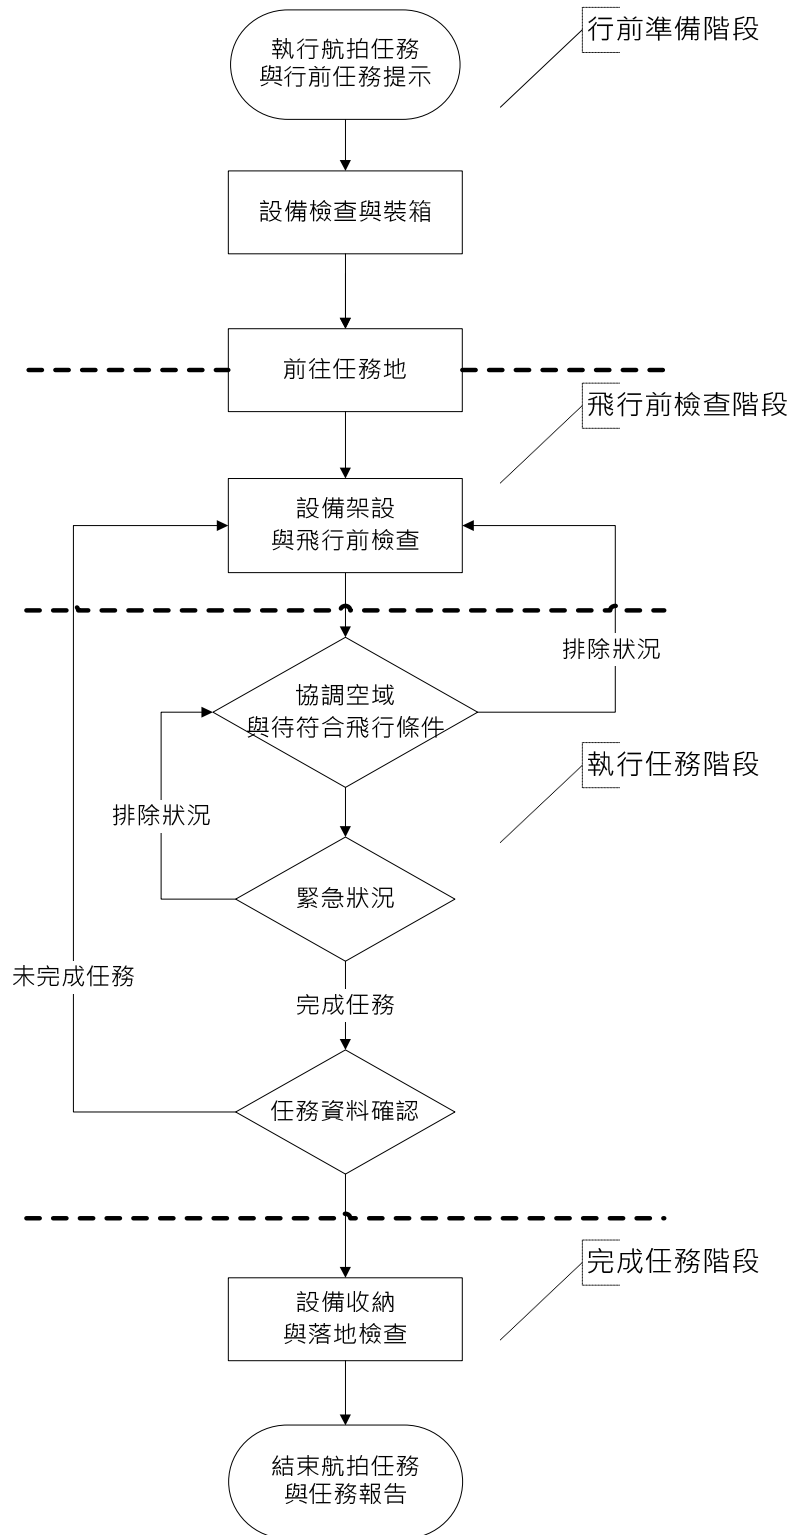 執行航拍任務
與行前任務提示
行前準備階段
設備檢查與裝箱
前往任務地
飛行前檢查階段
設備架設
與飛行前檢查
排除狀況
協調空域
與待符合飛行條件
執行任務階段
排除狀況
緊急狀況
未完成任務
完成任務
任務資料確認
完成任務階段
設備收納
與落地檢查
結束航拍任務
與任務報告